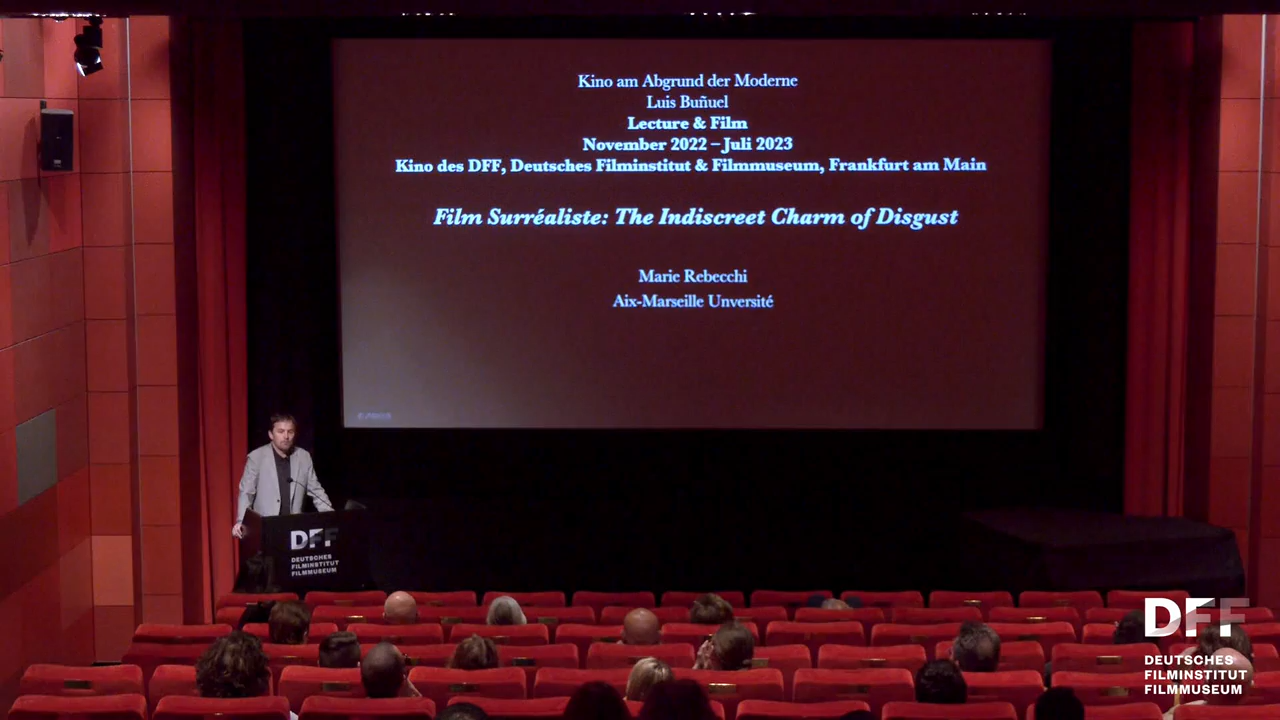 Kino am Abgrund der Moderne
Luis Buñuel
Lecture & Film
November 2022 – Juli 2023
Kino des DFF, Deutsches Filminstitut & Filmmuseum, Frankfurt am Main
Film Surréaliste: The Indiscreet Charm of Disgust
Marie Rebecchi
Aix-Marseille Unversité
DFF
DEUTSCHES
FILMINSTITUT
FILMMUSEUM
DFF
DEUTSCHES
FILMINSTITUT
FILMMUSEUM